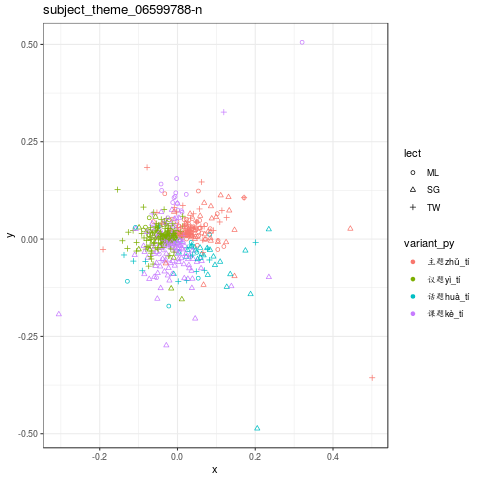 subject_theme_06599788-n
0.50
0.25
0.00
-0.25
-0.50
y
-0.2
0.0
0.2
0.4
x
lect
ML
SG
TW
variant_py
主题zhǔ_tí
议题yì_tí
话题huà_tí
课题kè_tí